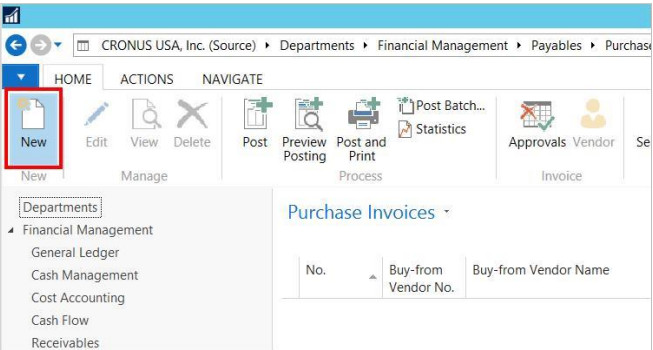 CRONUS USA, Inc. (Source) Departments Financial Management Payables Purchase
HOME ACTIONS NAVIGATE
New Edit View Delete Post Preview Posting Post and Print Post Batch... Statistics Approvals Vendor
New Manage Process Invoice
Departments
Financial Management
General Ledger
Cash Management
Cost Accounting
Cash Flow
Receivables
Purchase Invoices
No. Buy-from Vendor No. Buy-from Vendor Name